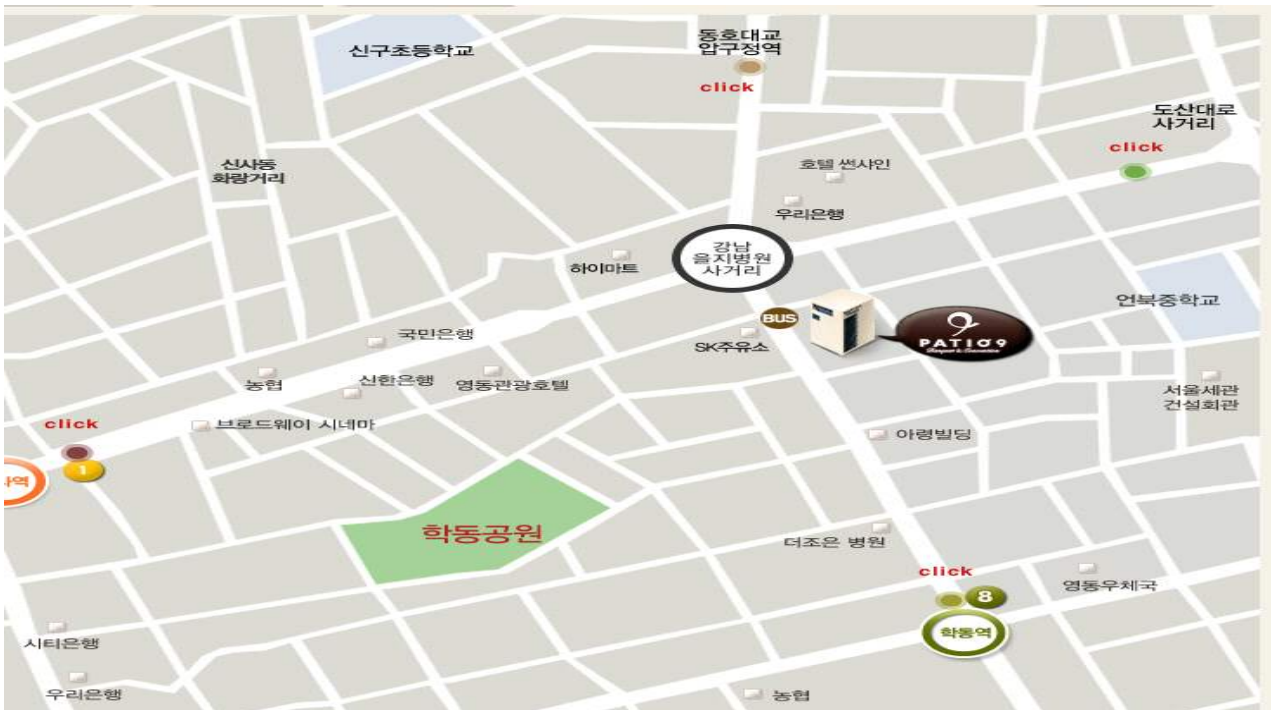 신구초등학교
동호대교
압구정역
click
도산대로
사거리
click
신사동
화랑거리
호텔 썬샤인
우리은행
강남
을지병원
사거리
하이마트
언북중학교
BUS
국민은행
SK주유소
PATIO9
농협
신한은행
영동관광호텔
서울세관
건설회관
click
브로드웨이 시네마
아령빌딩
1
사역
학동공원
더조은 병원
click
8
영동우체국
학동역
시티은행
우리은행
농협